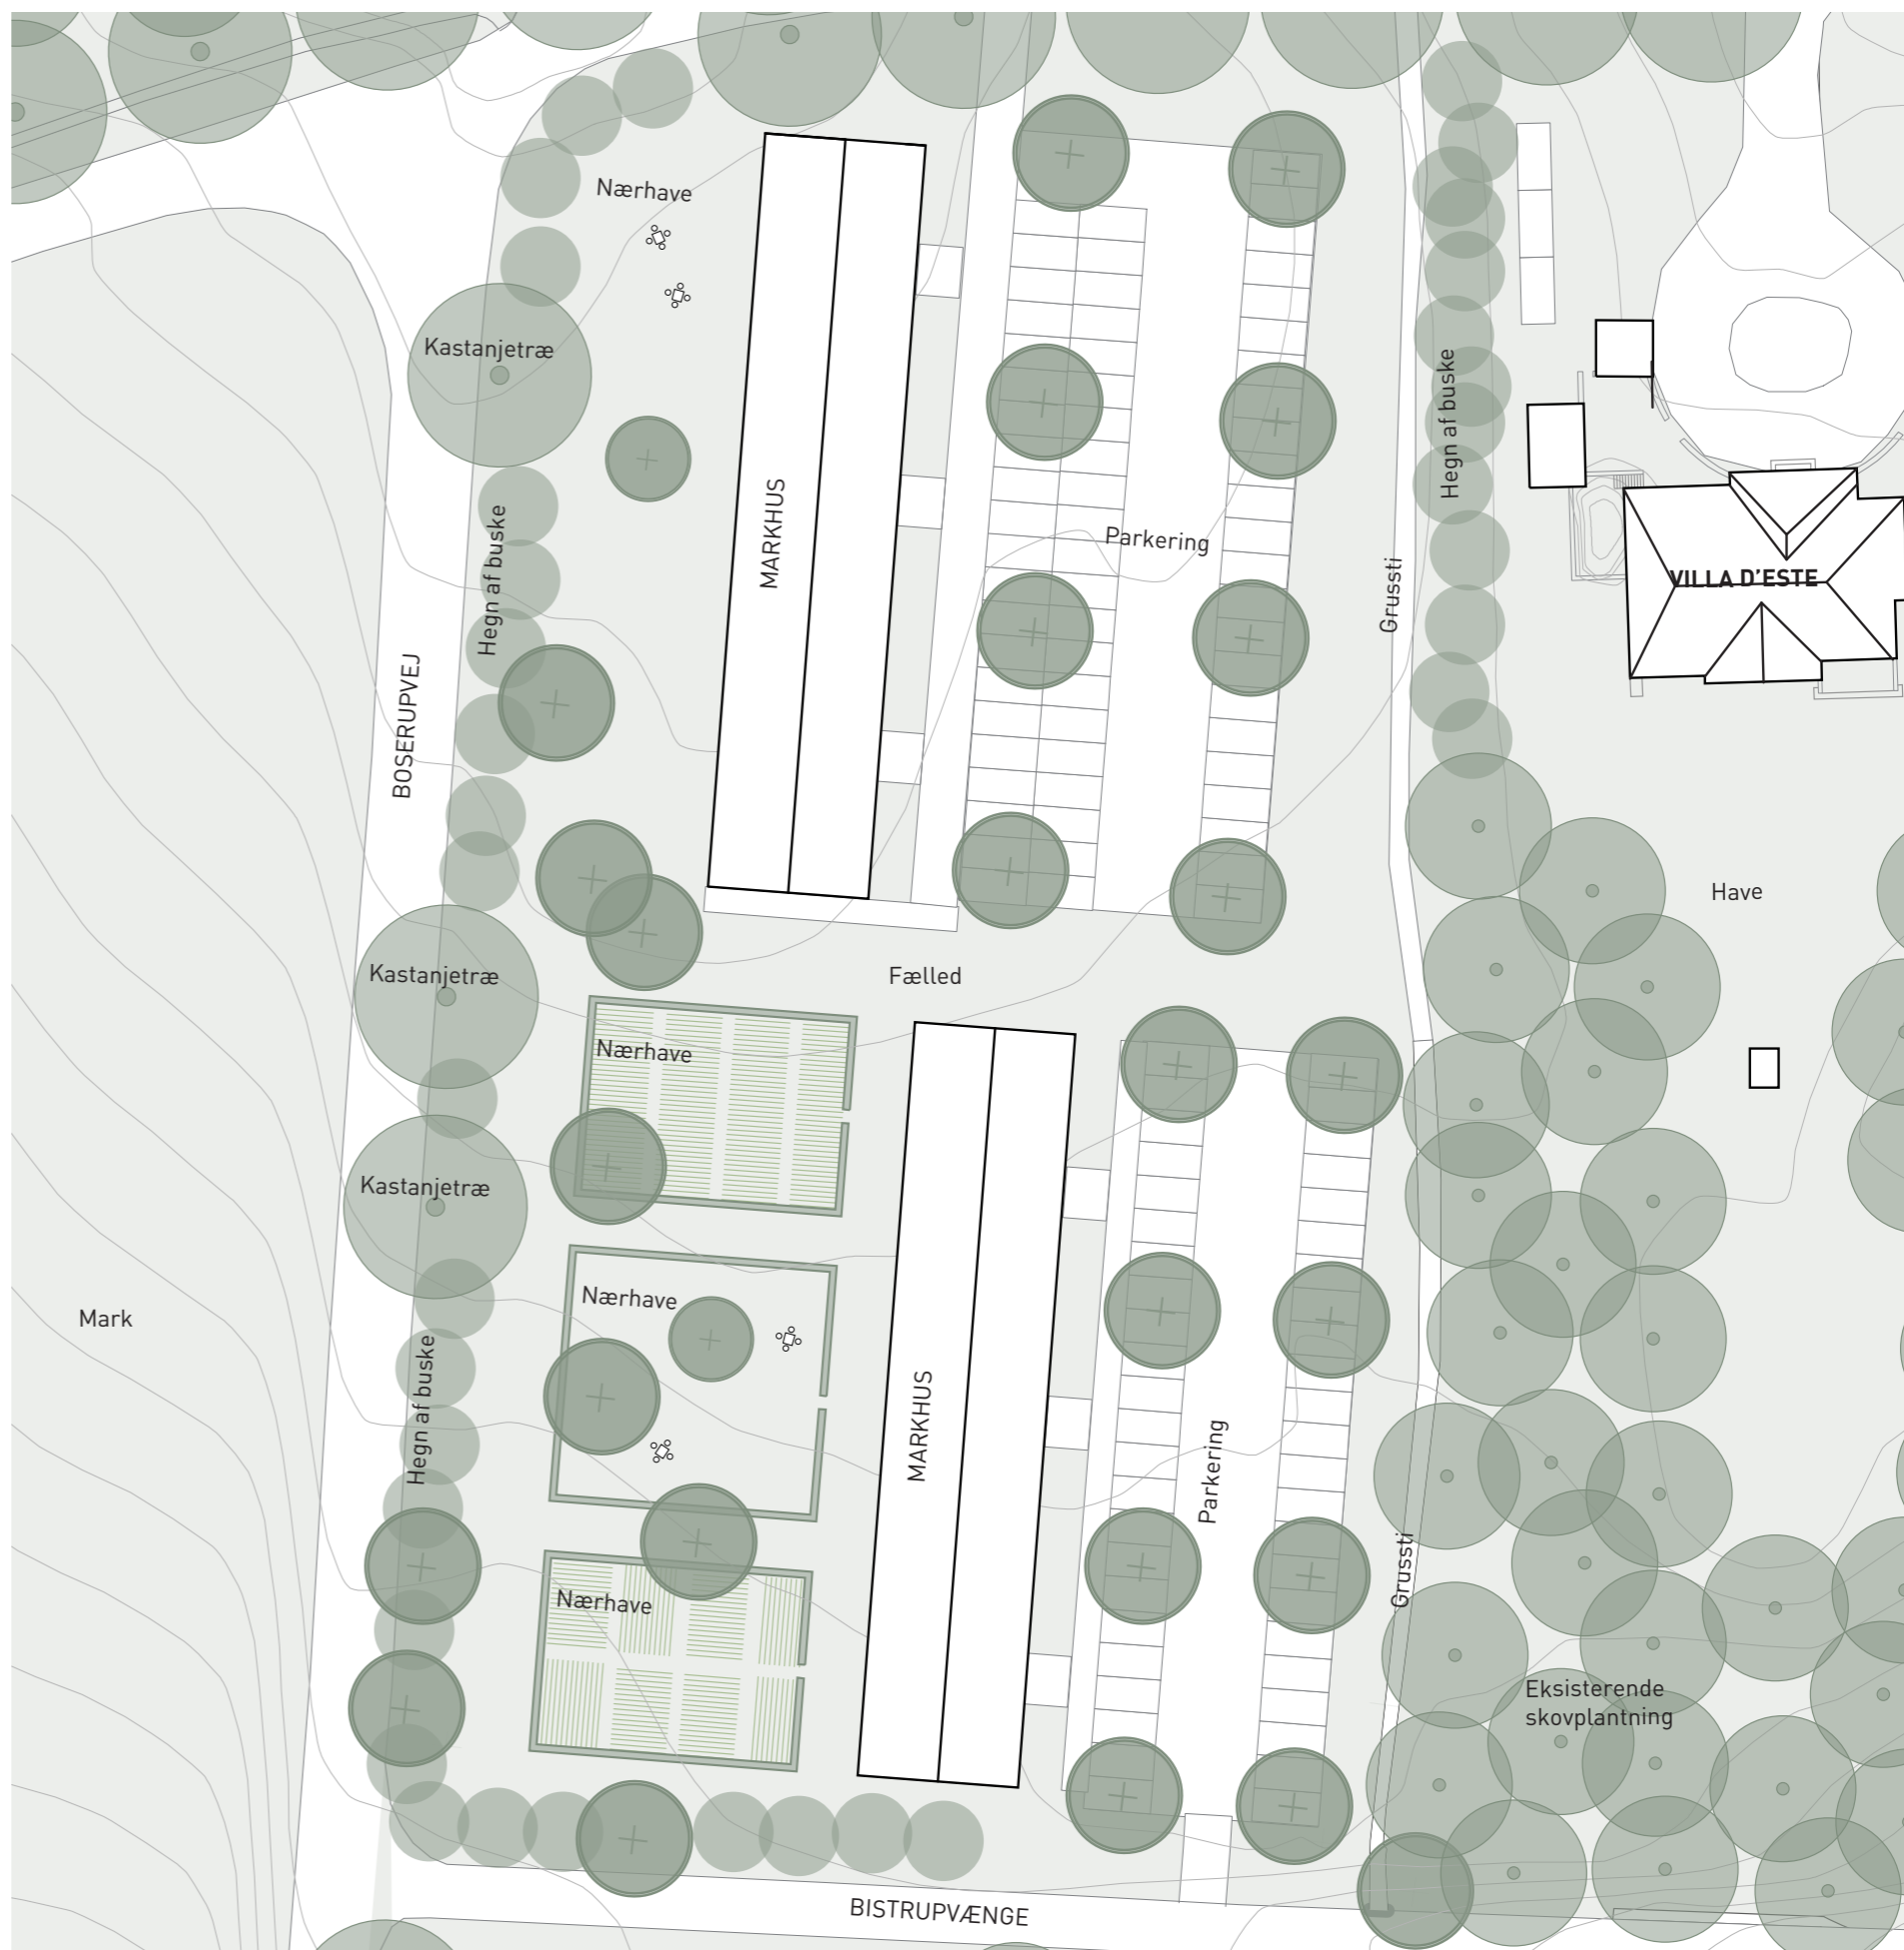 Nærhave
Kastanjetræ
Hegn af buske
MARKHUS
Hegn af buske
Parkering
Grussti
VILLA D'ESTE
BOSERUPVEJ
Have
Kastanjetræ
Fælled
Nærhave
Kastanjetræ
Nærhave
Mark
Hegn af buske
MARKHUS
Parkering
Grussti
Nærhave
Eksisterende
skovplantning
BISTRUPVÆNGE